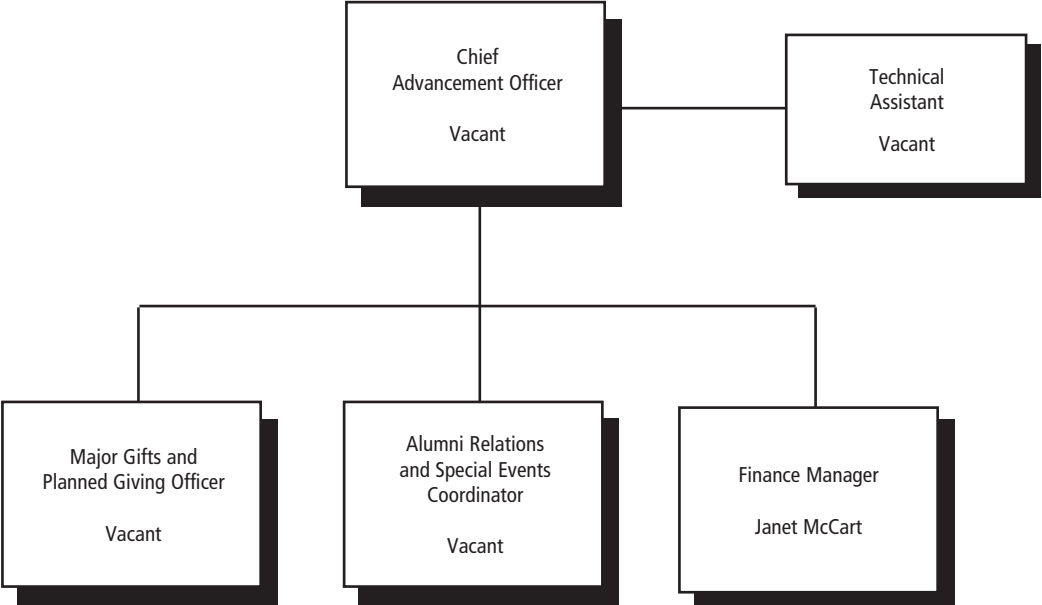 Chief
Advancement Officer
Vacant
Technical
Assistant
Vacant
Major Gifts and
Planned Giving Officer
Vacant
Alumni Relations
and Special Events
Coordinator
Vacant
Finance Manager
Janet McCart